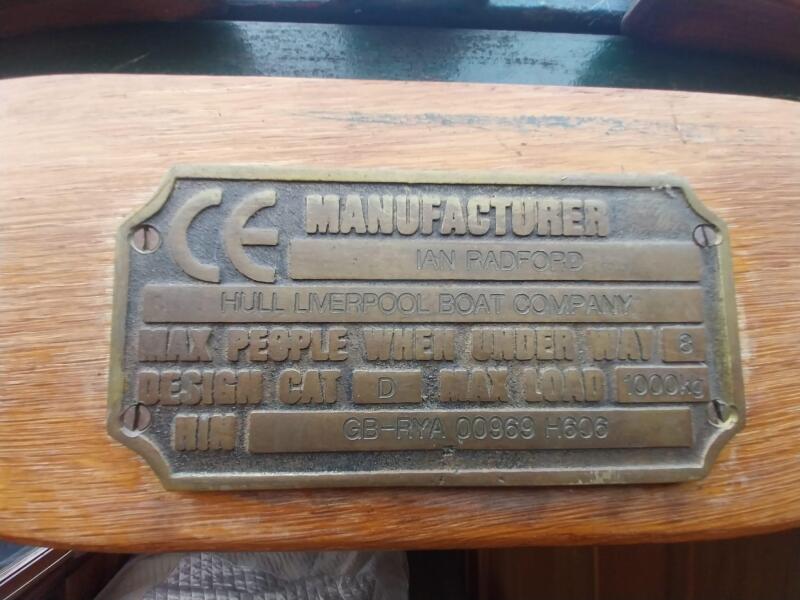 CE MANUFACTURER
IAN RADFORD
HULL LIVERPOOL BOAT COMPANY
MAX PEOPLE WHEN UNDER WAY 8
DESIGN CAT D MAX LOAD 1000kg
HIN GB-RYA 00969 H606